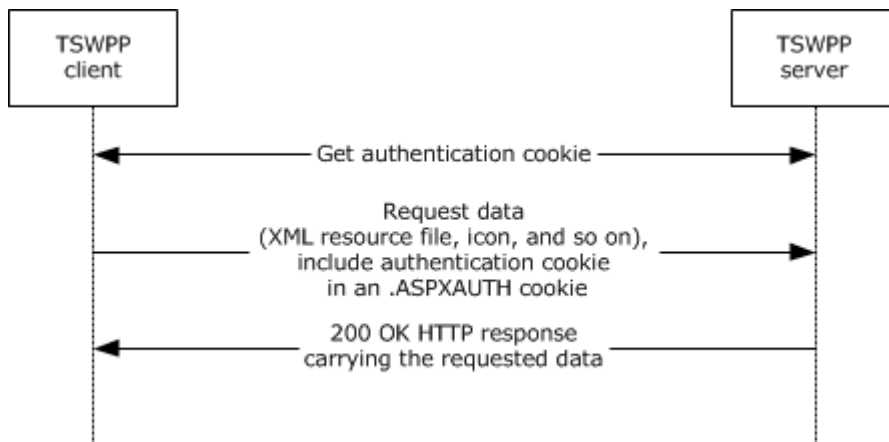 TSWPP
client
TSWPP
server
Get authentication cookie
Request data
(XML resource file, icon, and so on),
include authentication cookie
in an .ASPXAUTH cookie
200 OK HTTP response
carrying the requested data